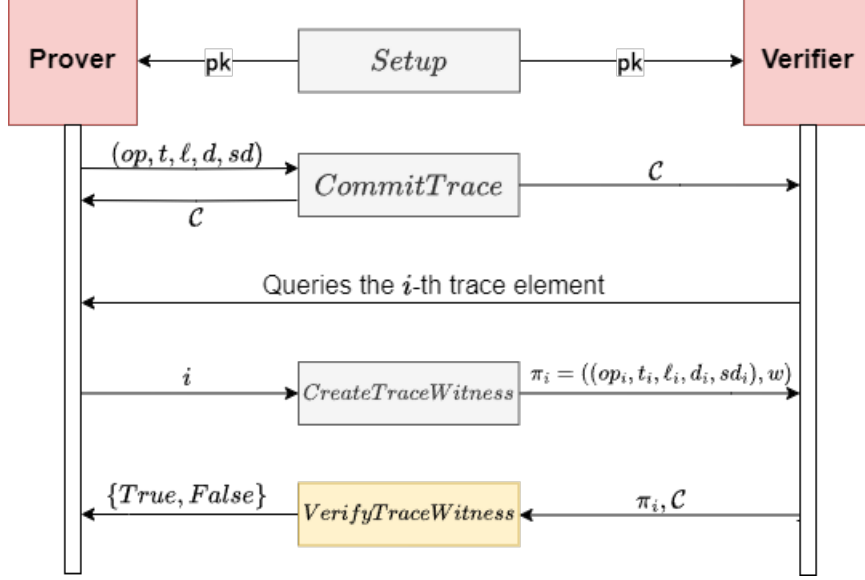 Prover
pk
Setup
pk
Verifier
(op, t, ℓ, d, sd)
CommitTrace
C
C
Queries the i-th trace element
i
CreateTraceWitness
π_i = ((op_i, t_i, ℓ_i, d_i, sd_i), w)
{True, False}
VerifyTraceWitness
π_i, C